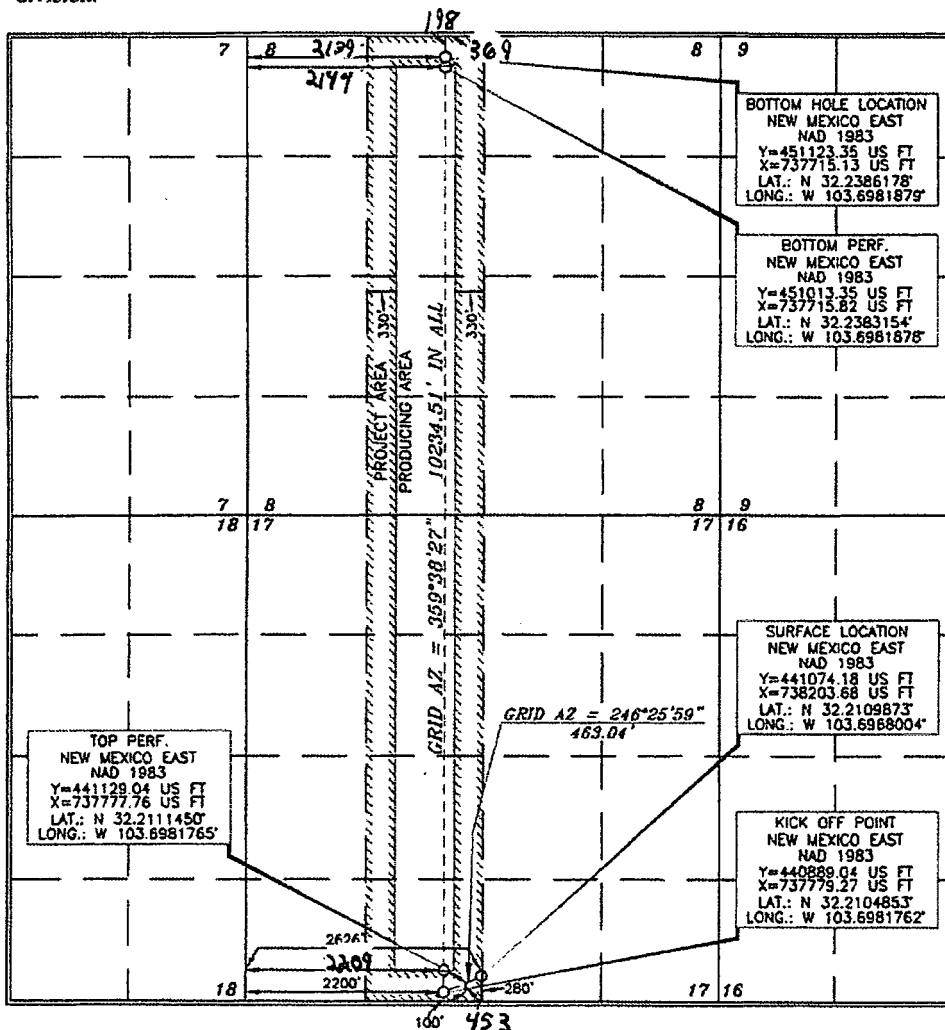 198
7 8
2139
369
8 9
2144
BOTTOM HOLE LOCATION
NEW MEXICO EAST
NAD 1983
Y=451123.35 US FT
X=737715.13 US FT
LAT.: N 32.2386178°
LONG.: W 103.6981879°
BOTTOM PERF.
NEW MEXICO EAST
NAD 1983
Y=451013.35 US FT
X=737715.82 US FT
LAT.: N 32.2383154°
LONG.: W 103.6981878°
330'
330'
PROJECT AREA
PRODUCING AREA
GRID AZ = 359°38'27" 10234.51' IN ALL
7 8
18 17
8 9
17 16
SURFACE LOCATION
NEW MEXICO EAST
NAD 1983
Y=441074.18 US FT
X=738203.68 US FT
LAT.: N 32.2109873°
LONG.: W 103.6968004°
GRID AZ = 246°25'59"
463.04'
TOP PERF.
NEW MEXICO EAST
NAD 1983
Y=441129.04 US FT
X=737777.76 US FT
LAT.: N 32.2111450°
LONG.: W 103.6981765°
KICK OFF POINT
NEW MEXICO EAST
NAD 1983
Y=440889.04 US FT
X=737779.27 US FT
LAT.: N 32.2104853°
LONG.: W 103.6981762°
2626'
2209
18
2200'
280'
17 16
100'
453